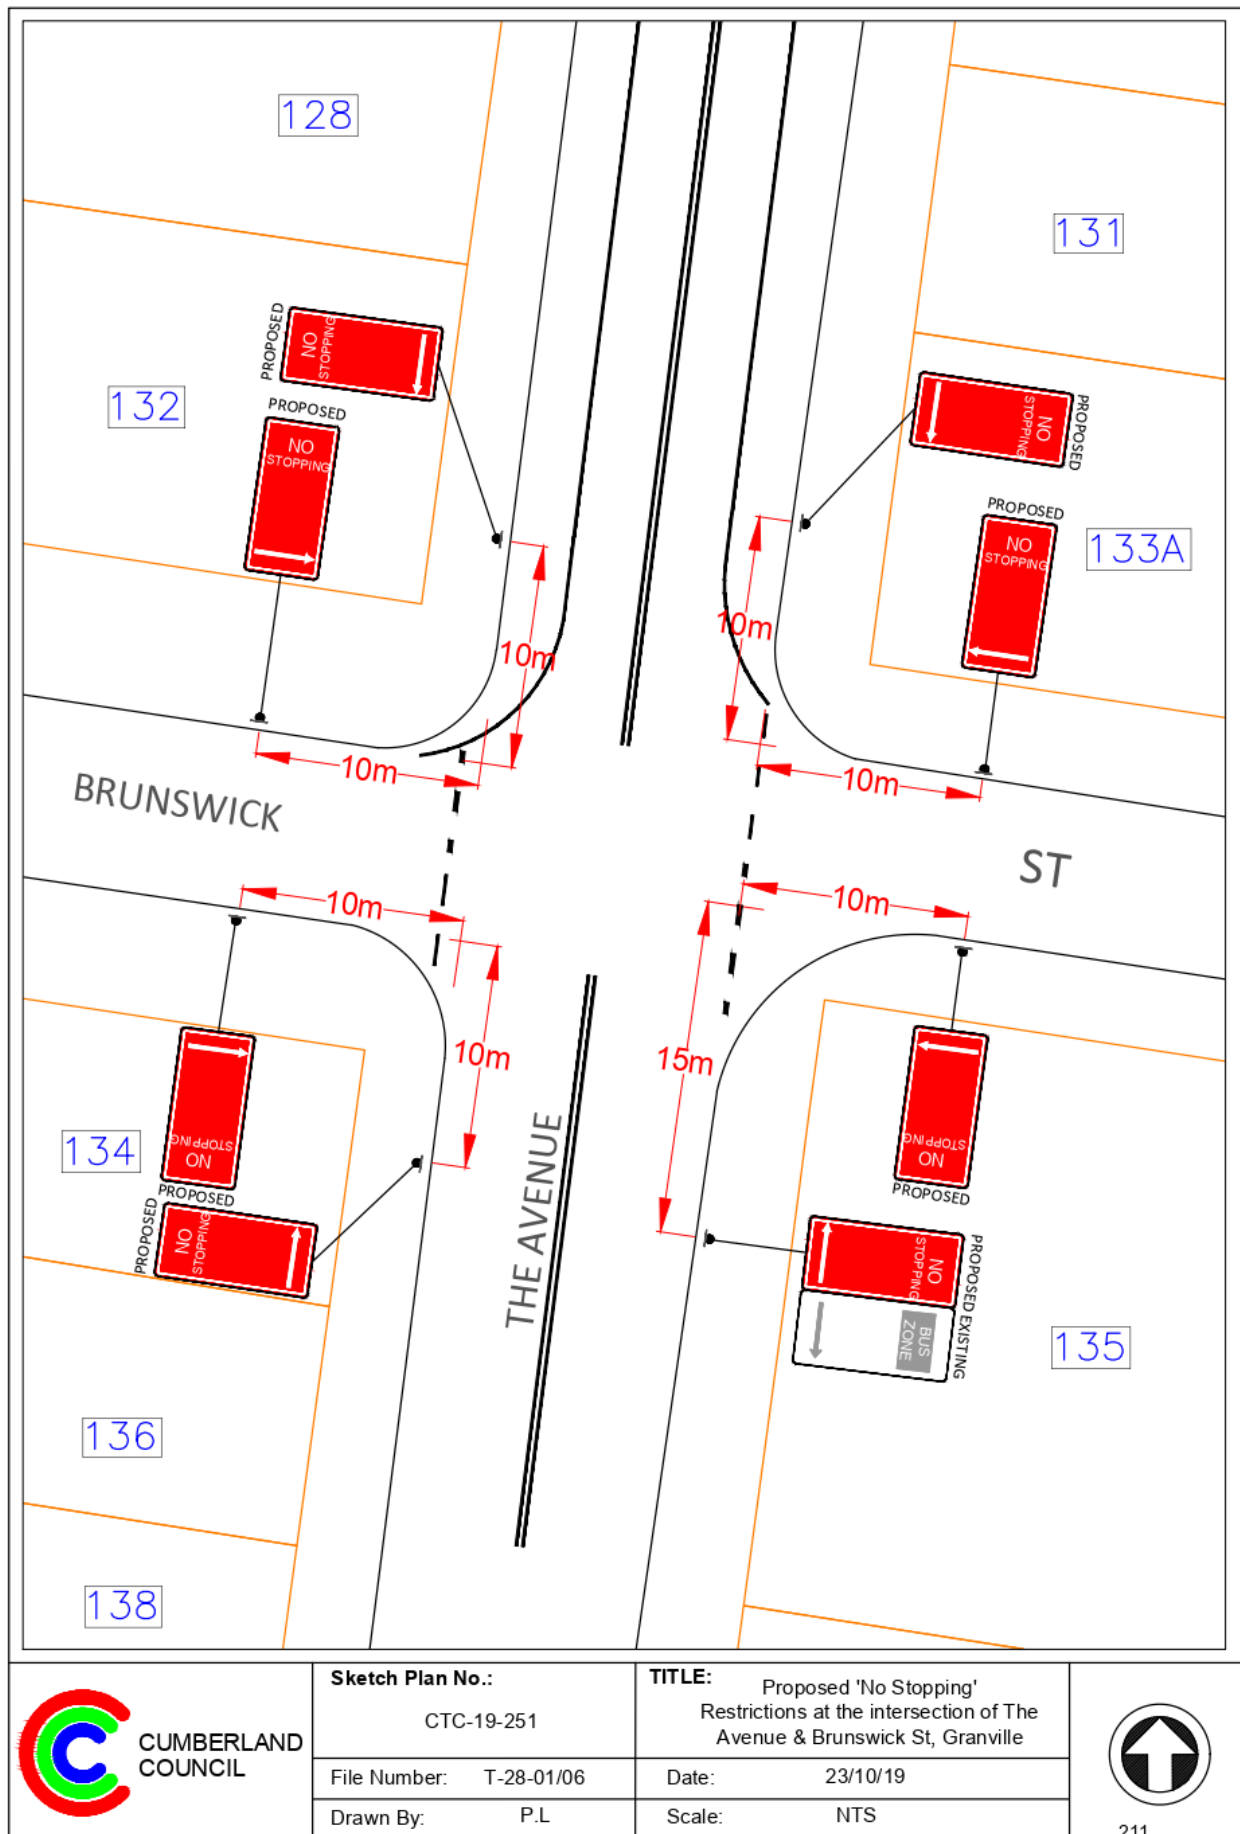 128
131
PROPOSED
NO
STOPPING
132
PROPOSED
NO
STOPPING
PROPOSED
NO
STOPPING
PROPOSED
NO
STOPPING
133A
10m
10m
10m
10m
BRUNSWICK
ST
10m
10m
10m
15m
THE AVENUE
134
NO
STOPPING
PROPOSED
PROPOSED
NO
STOPPING
NO
STOPPING
PROPOSED
NO
STOPPING
PROPOSED
BUS
ZONE
EXISTING
135
136
138
CUMBERLAND
COUNCIL
Sketch Plan No.:
CTC-19-251
File Number: T-28-01/06
Drawn By: P.L
TITLE: Proposed 'No Stopping'
Restrictions at the intersection of The
Avenue & Brunswick St, Granville
Date: 23/10/19
Scale: NTS
211